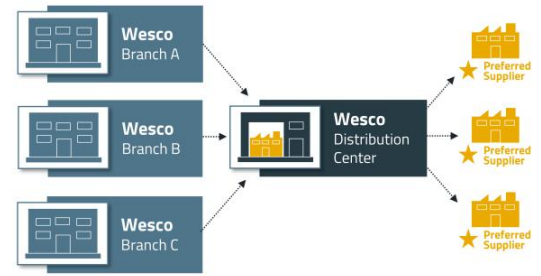 Wesco
Branch A
Wesco
Branch B
Wesco
Branch C
Wesco
Distribution
Center
Preferred
Supplier
Preferred
Supplier
Preferred
Supplier